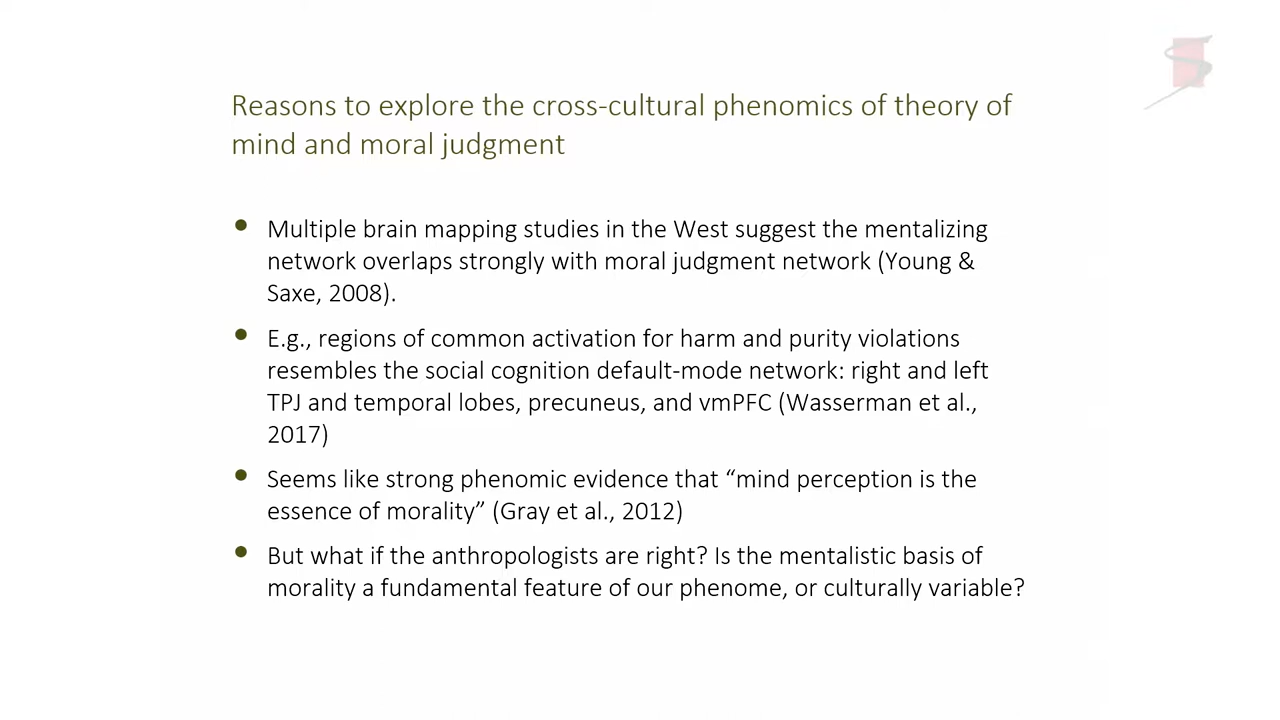 Reasons to explore the cross-cultural phenomics of theory of
mind and moral judgment
• Multiple brain mapping studies in the West suggest the mentalizing
network overlaps strongly with moral judgment network (Young &
Saxe, 2008).
• E.g., regions of common activation for harm and purity violations
resembles the social cognition default-mode network: right and left
TPJ and temporal lobes, precuneus, and vmPFC (Wasserman et al.,
2017)
• Seems like strong phenomic evidence that “mind perception is the
essence of morality” (Gray et al., 2012)
• But what if the anthropologists are right? Is the mentalistic basis of
morality a fundamental feature of our phenome, or culturally variable?